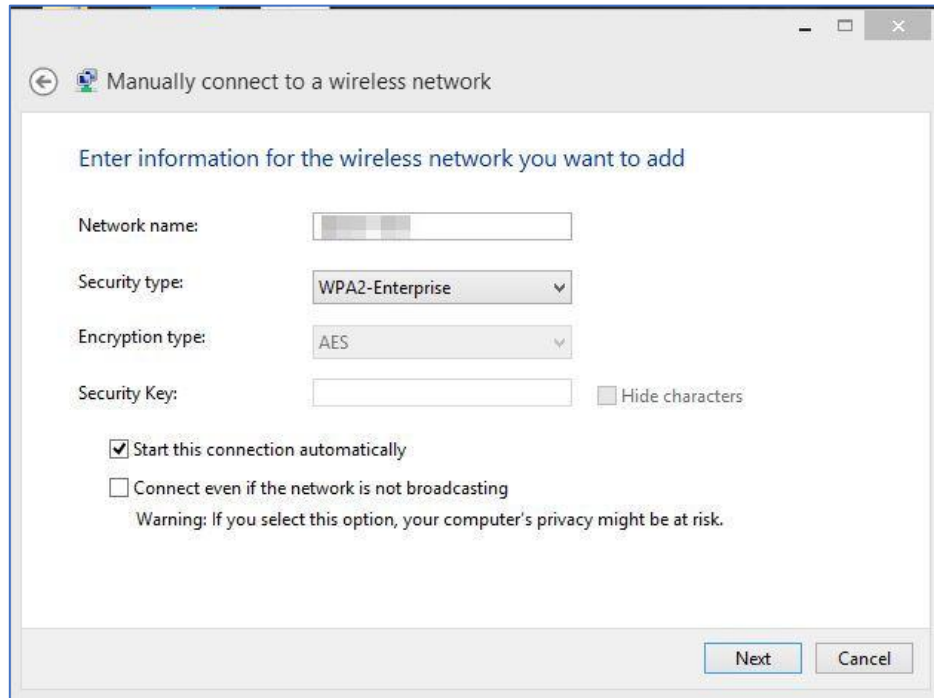 Manually connect to a wireless network
Enter information for the wireless network you want to add
Network name:
Security type: WPA2-Enterprise
Encryption type: AES
Security Key: Hide characters
Start this connection automatically
Connect even if the network is not broadcasting
Warning: If you select this option, your computer's privacy might be at risk.
Next Cancel